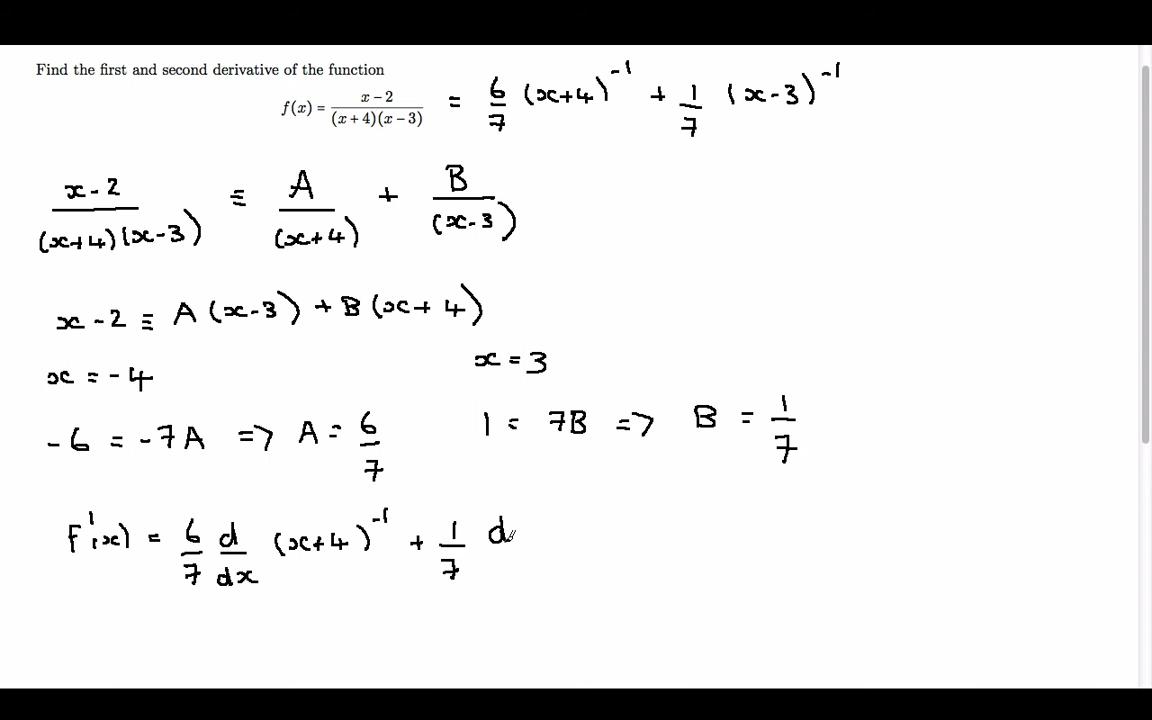 Find the first and second derivative of the function
f(x) = x − 2 / (x + 4)(x − 3) = 6/7 (x+4)^-1 + 1/7 (x-3)^-1
x-2 / (x+4)(x-3) ≡ A / (x+4) + B / (x-3)
x-2 ≡ A(x-3) + B(x+4)
x = -4 x = 3
-6 = -7A => A = 6/7 1 = 7B => B = 1/7
f'(x) = 6/7 d/dx (x+4)^-1 + 1/7 d